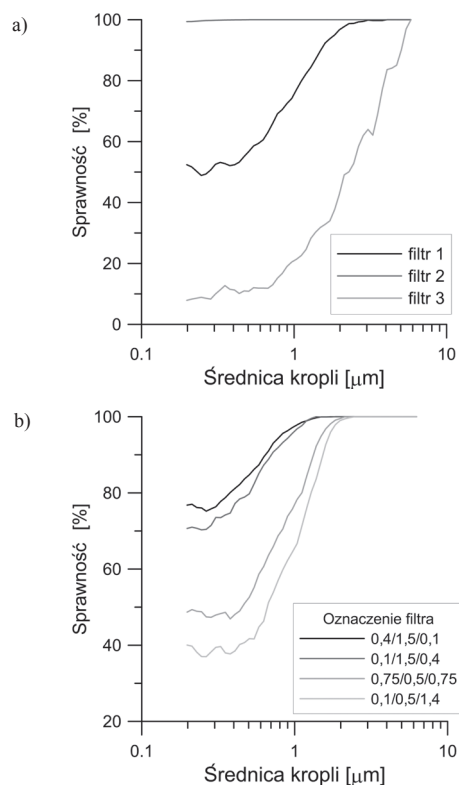 a)
Sprawność [%]
100
80
60
40
20
0
filtr 1
filtr 2
filtr 3
0.1
1
10
Średnica kropli [μm]
b)
Sprawność [%]
100
80
60
40
20
Oznaczenie filtra
0,4/1,5/0,1
0,1/1,5/0,4
0,75/0,5/0,75
0,1/0,5/1,4
0.1
1
10
Średnica kropli [μm]